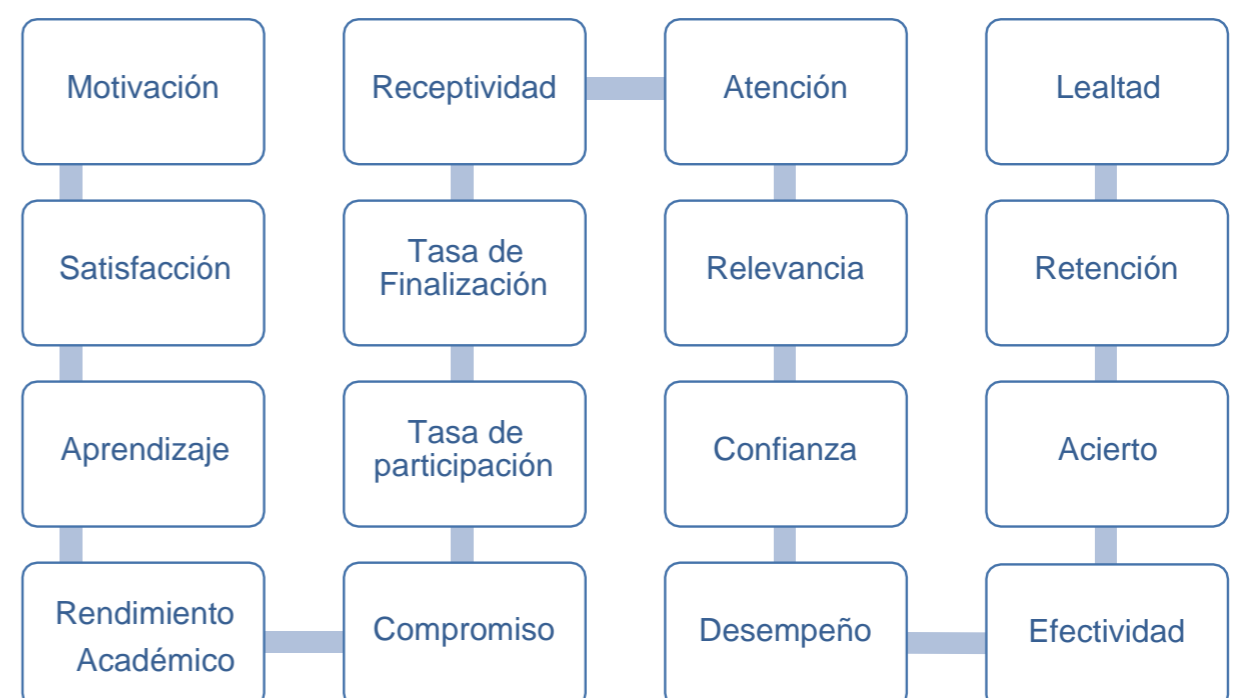 Motivación
Receptividad
Atención
Lealtad
Satisfacción
Tasa de
Finalización
Relevancia
Retención
Aprendizaje
Tasa de
participación
Confianza
Acierto
Rendimiento
Académico
Compromiso
Desempeño
Efectividad